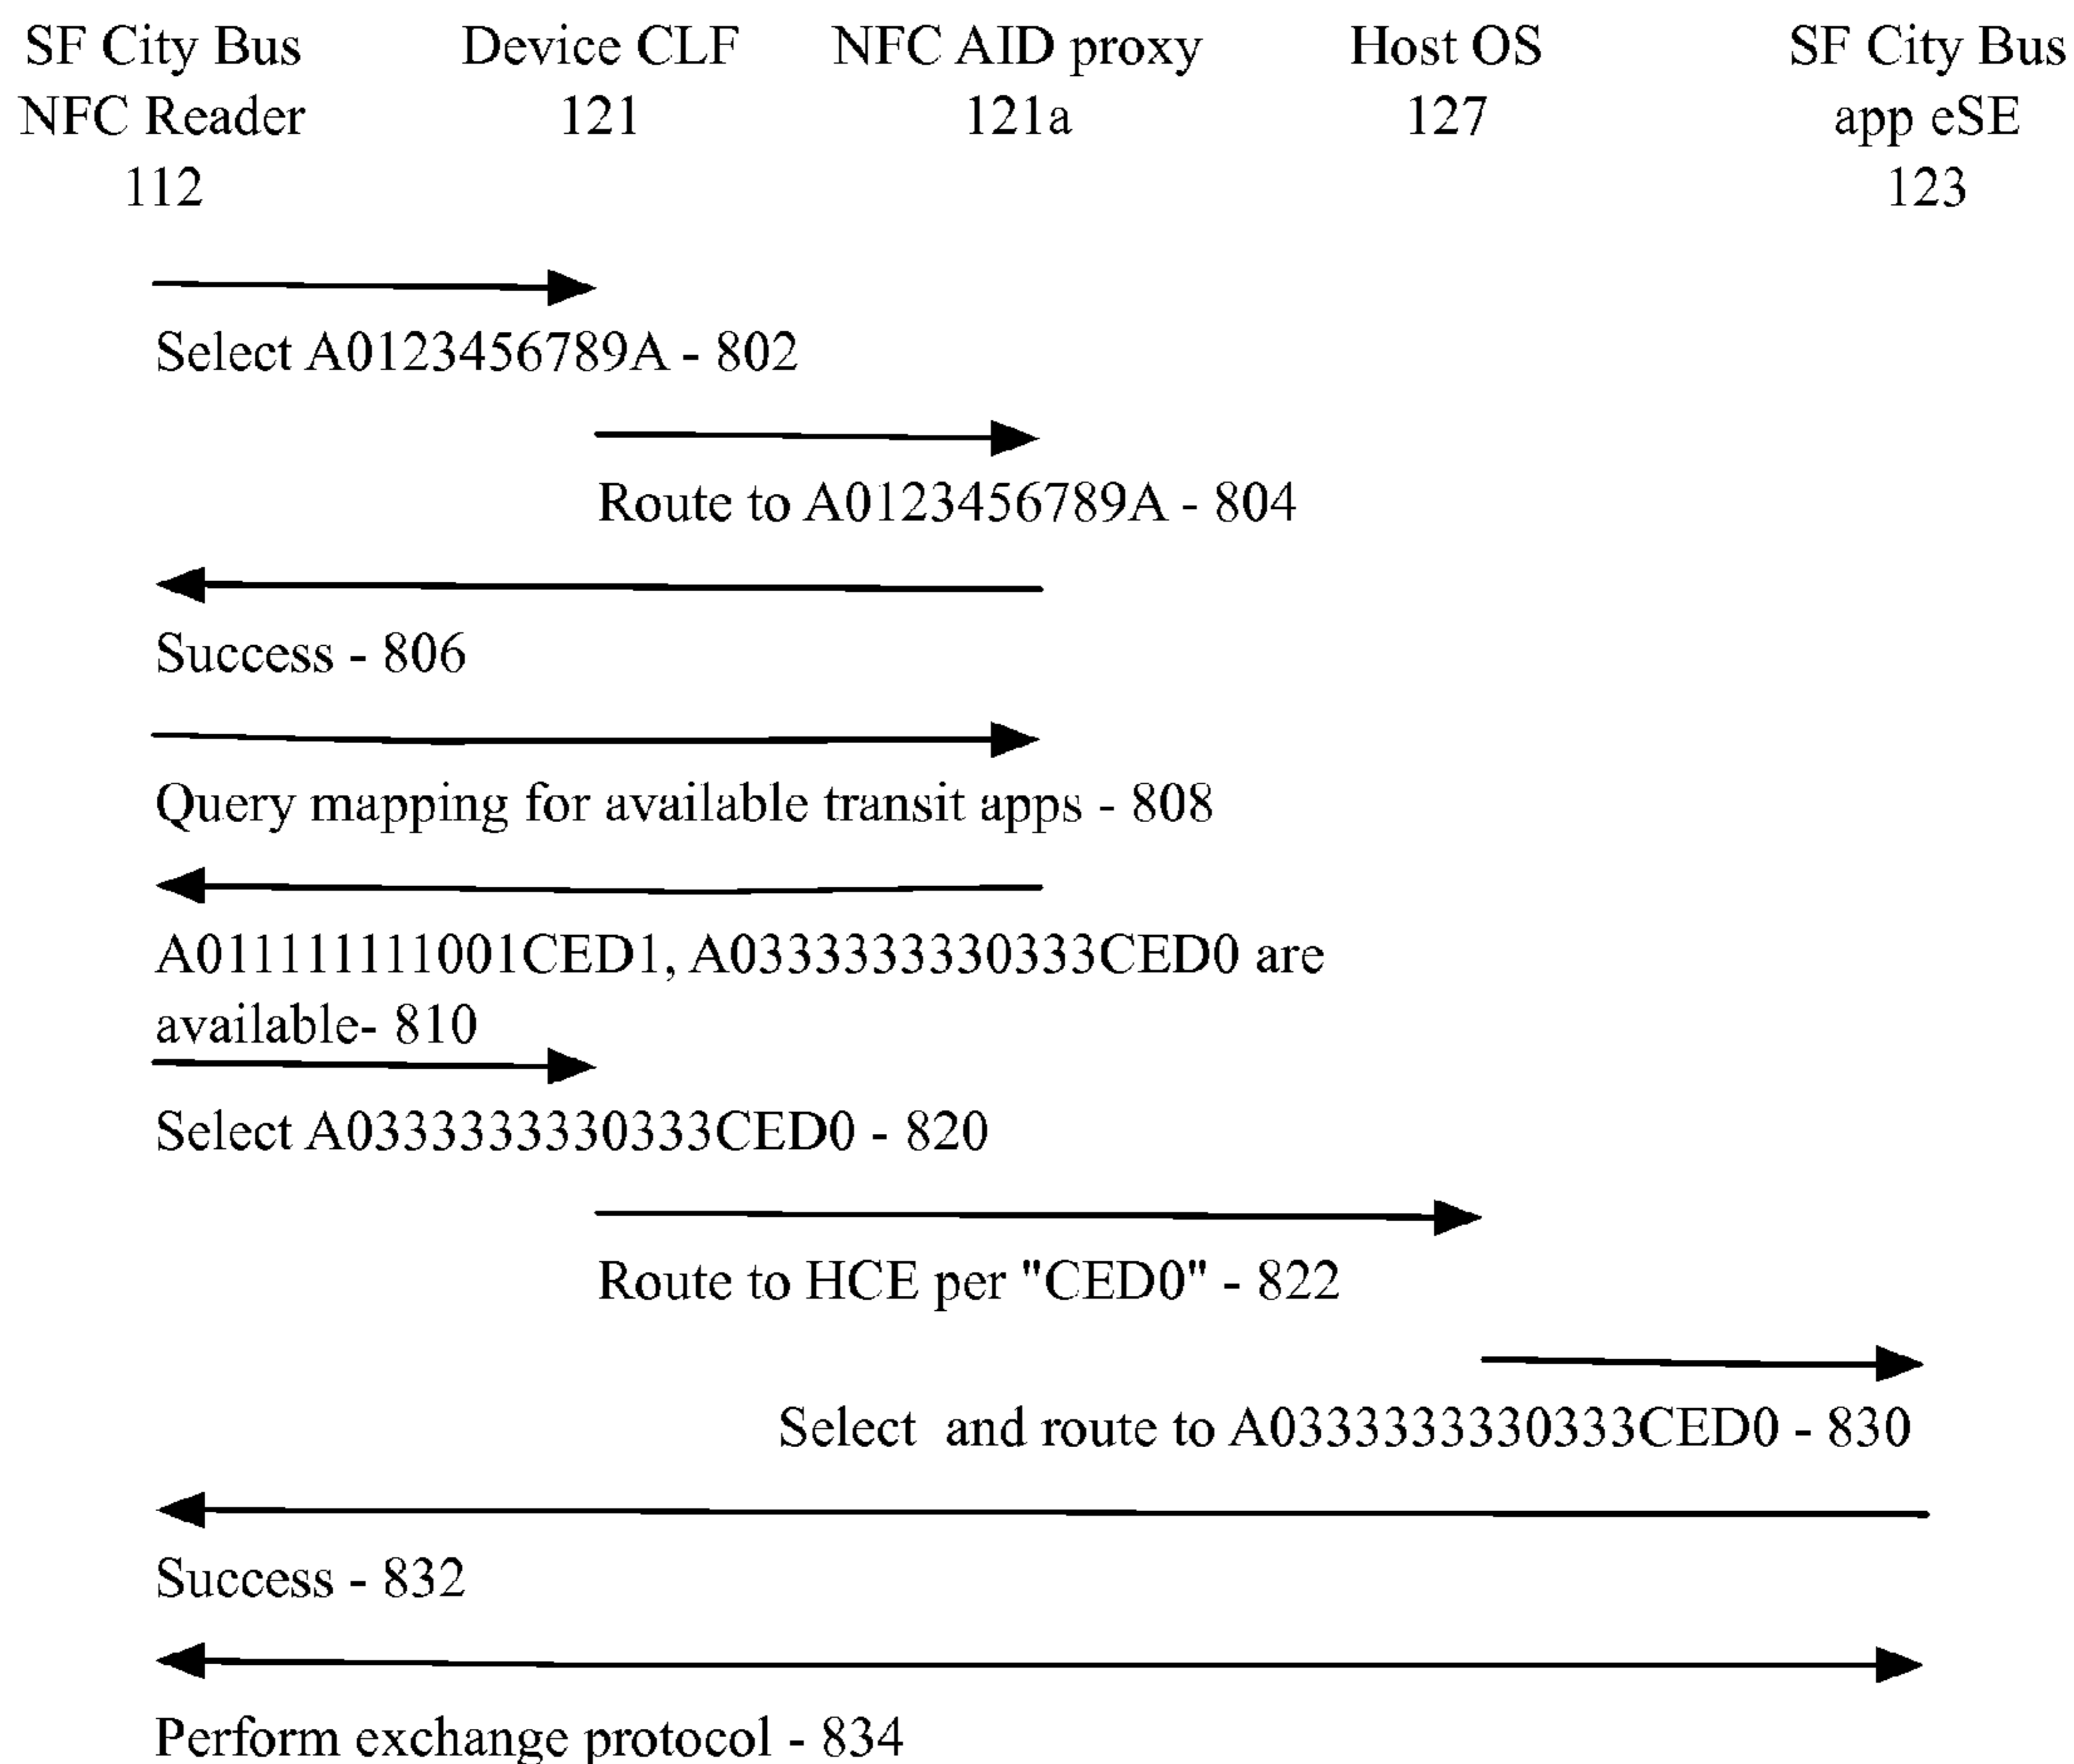 SF City Bus
NFC Reader
112
Device CLF
121
NFC AID proxy
121a
Host OS
127
SF City Bus
app eSE
123
Select A0123456789A - 802
Route to A0123456789A - 804
Success - 806
Query mapping for available transit apps - 808
A011111111001CED1, A0333333330333CED0 are
available- 810
Select A0333333330333CED0 - 820
Route to HCE per "CED0" - 822
Select and route to A0333333330333CED0 - 830
Success - 832
Perform exchange protocol - 834